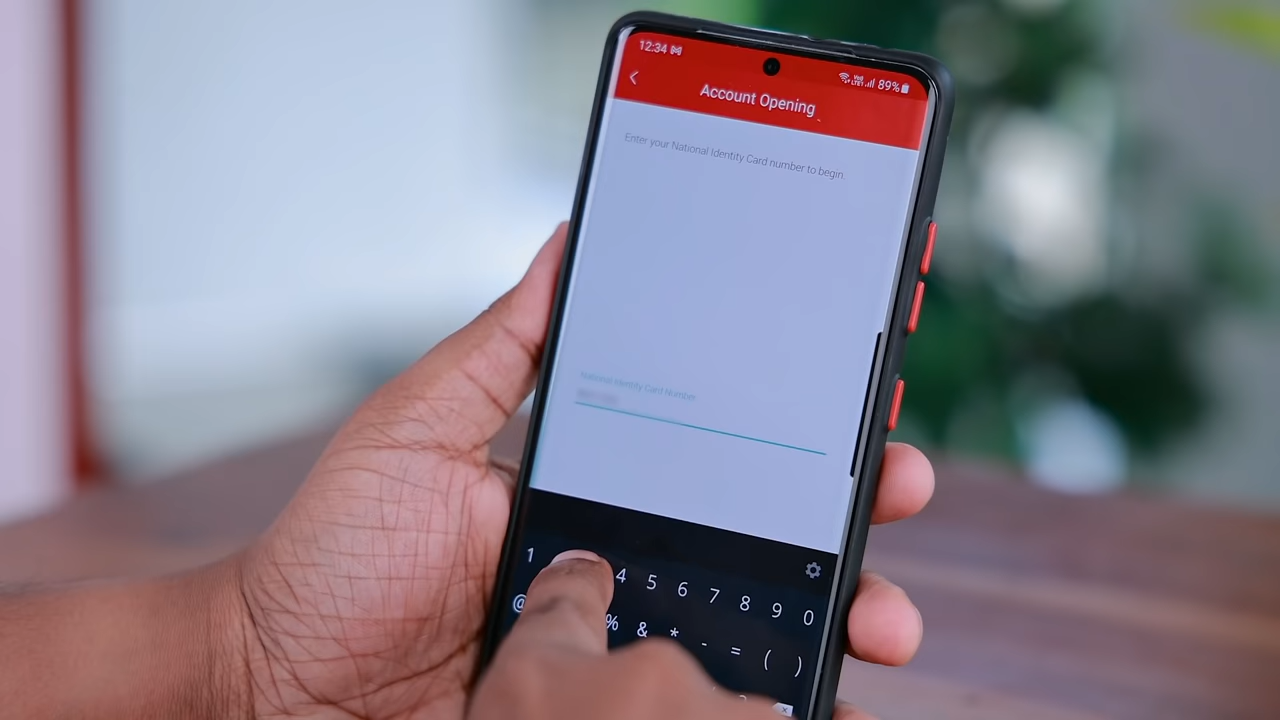 12:34 89%
Account Opening
Enter your National Identity Card number to begin.
National Identity Card Number
1 4 5 6 7 8 9 0
@ % & * - = ( )